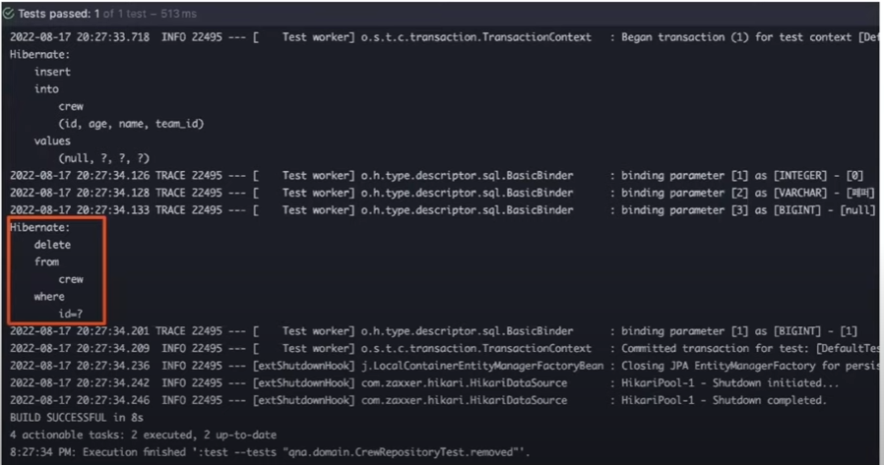 Tests passed: 1 of 1 test – 513 ms
2022-08-17 20:27:33.718  INFO 22495 --- [    Test worker] o.s.t.c.transaction.TransactionContext   : Began transaction (1) for test context [Def
Hibernate:
    insert
    into
        crew
        (id, age, name, team_id)
    values
        (null, ?, ?, ?)
2022-08-17 20:27:34.126 TRACE 22495 --- [    Test worker] o.h.type.descriptor.sql.BasicBinder      : binding parameter [1] as [INTEGER] - [0]
2022-08-17 20:27:34.128 TRACE 22495 --- [    Test worker] o.h.type.descriptor.sql.BasicBinder      : binding parameter [2] as [VARCHAR] - []
2022-08-17 20:27:34.133 TRACE 22495 --- [    Test worker] o.h.type.descriptor.sql.BasicBinder      : binding parameter [3] as [BIGINT] - [null]
Hibernate:
    delete
    from
        crew
    where
        id=?
2022-08-17 20:27:34.201 TRACE 22495 --- [    Test worker] o.h.type.descriptor.sql.BasicBinder      : binding parameter [1] as [BIGINT] - [1]
2022-08-17 20:27:34.209  INFO 22495 --- [    Test worker] o.s.t.c.transaction.TransactionContext   : Committed transaction for test: [DefaultTes
2022-08-17 20:27:34.236  INFO 22495 --- [extShutdownHook] j.LocalContainerEntityManagerFactoryBean : Closing JPA EntityManagerFactory for persis
2022-08-17 20:27:34.242  INFO 22495 --- [extShutdownHook] com.zaxxer.hikari.HikariDataSource       : HikariPool-1 - Shutdown initiated...
2022-08-17 20:27:34.246  INFO 22495 --- [extShutdownHook] com.zaxxer.hikari.HikariDataSource       : HikariPool-1 - Shutdown completed.
BUILD SUCCESSFUL in 8s
4 actionable tasks: 2 executed, 2 up-to-date
8:27:34 PM: Execution finished ':test --tests "qna.domain.CrewRepositoryTest.removed"'.